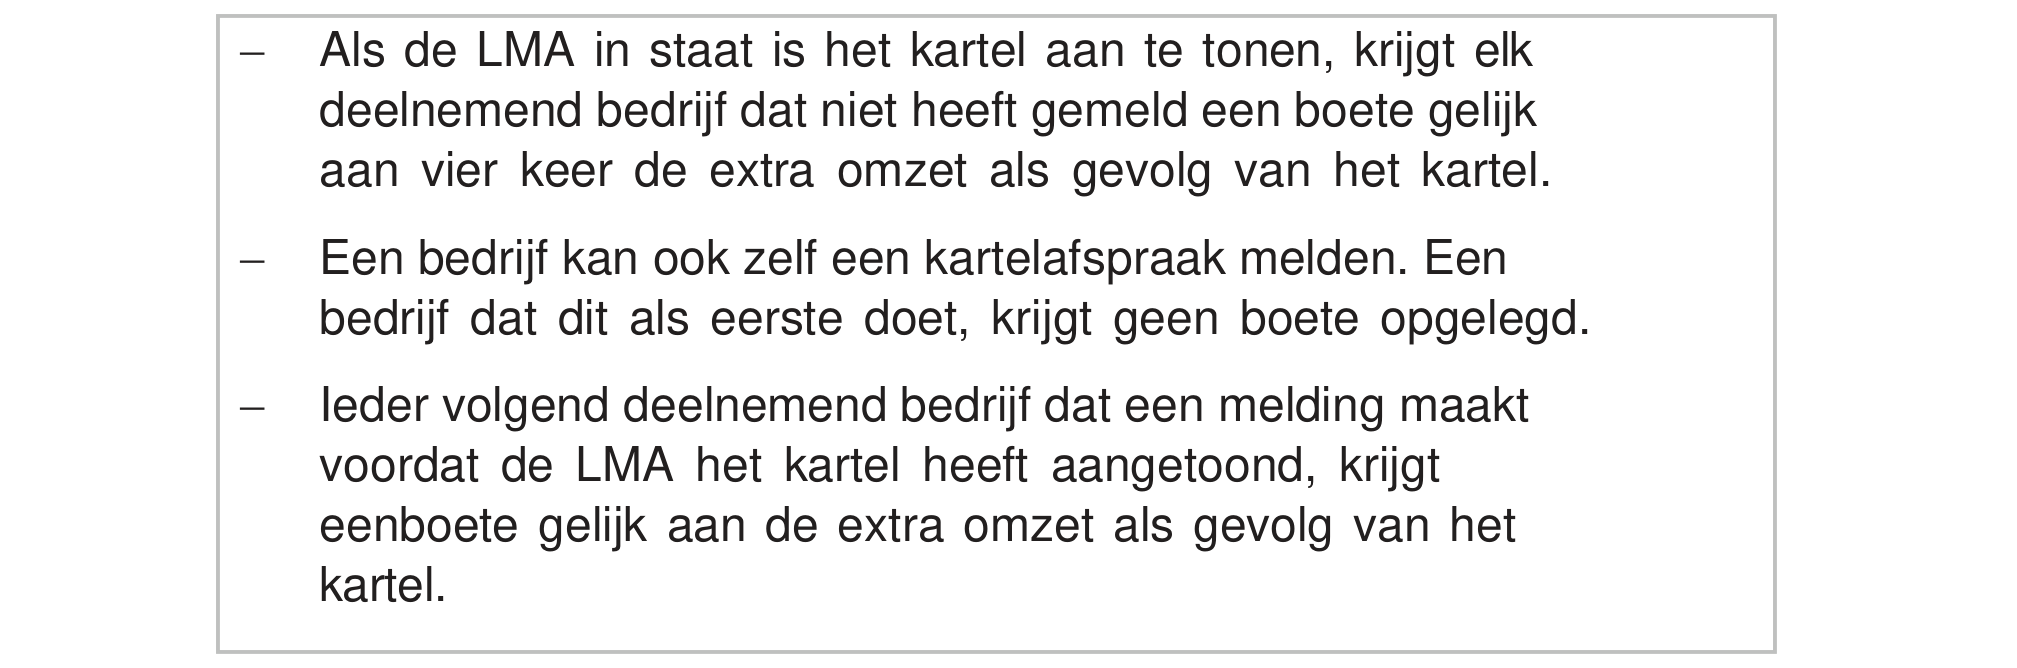 – Als de LMA in staat is het kartel aan te tonen, krijgt elk
deelnemend bedrijf dat niet heeft gemeld een boete gelijk
aan vier keer de extra omzet als gevolg van het kartel.
– Een bedrijf kan ook zelf een kartelafspraak melden. Een
bedrijf dat dit als eerste doet, krijgt geen boete opgelegd.
– Ieder volgend deelnemend bedrijf dat een melding maakt
voordat de LMA het kartel heeft aangetoond, krijgt
eenboete gelijk aan de extra omzet als gevolg van het
kartel.